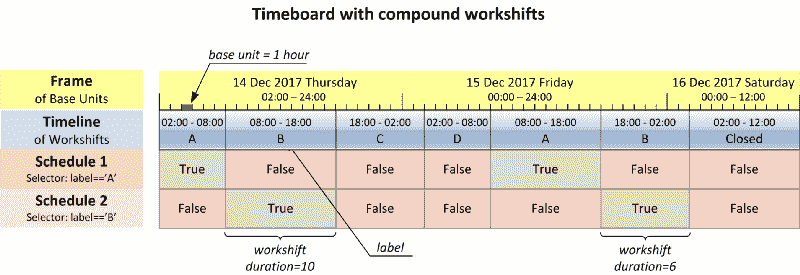 Timeboard with compound workshifts
base unit = 1 hour
Frame
of Base Units
14 Dec 2017 Thursday
02:00 – 24:00
15 Dec 2017 Friday
00:00 – 24:00
16 Dec 2017 Saturday
00:00 – 12:00
Timeline
of Workshifts
02:00 - 08:00 08:00 - 18:00 18:00 - 02:00 02:00 - 08:00 08:00 - 18:00 18:00 - 02:00 02:00 - 12:00
A B C D A B Closed
Schedule 1
Selector: label=='A'
True False False False True False False
Schedule 2
Selector: label=='B'
False True False False False True False
workshift
duration=10
label
workshift
duration=6